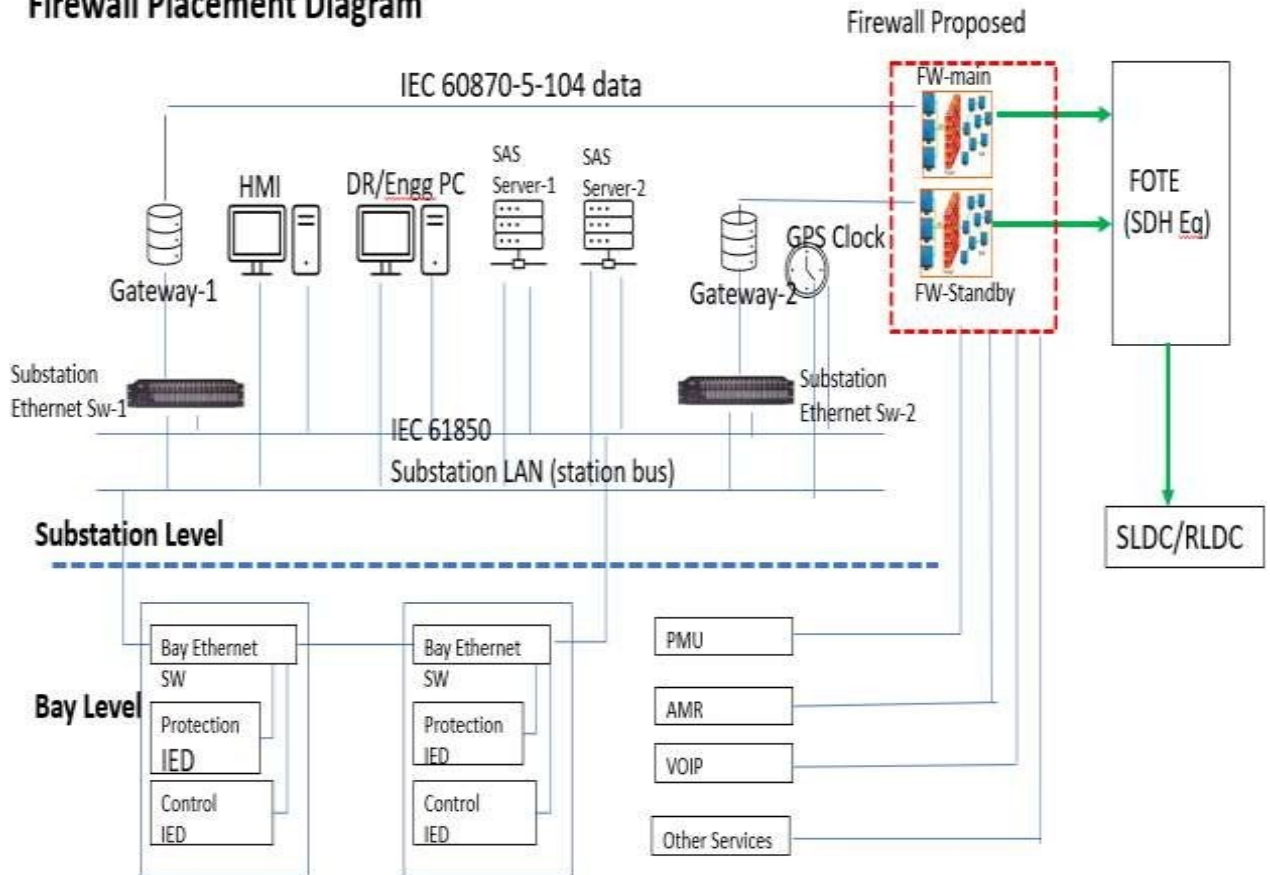 Firewall Placement Diagram
Firewall Proposed
IEC 60870-5-104 data
FW-main
HMI
DR/Engg PC
SAS
Server-1
SAS
Server-2
FOTE
(SDH Eq)
GPS Clock
Gateway-1
Gateway-2
FW-Standby
Substation
Ethernet Sw-1
Substation
Ethernet Sw-2
IEC 61850
Substation LAN (station bus)
Substation Level
SLDC/RLDC
Bay Ethernet
SW
Bay Ethernet
SW
PMU
Bay Level
Protection
IED
Protection
IED
AMR
VOIP
Control
IED
Control
IED
Other Services